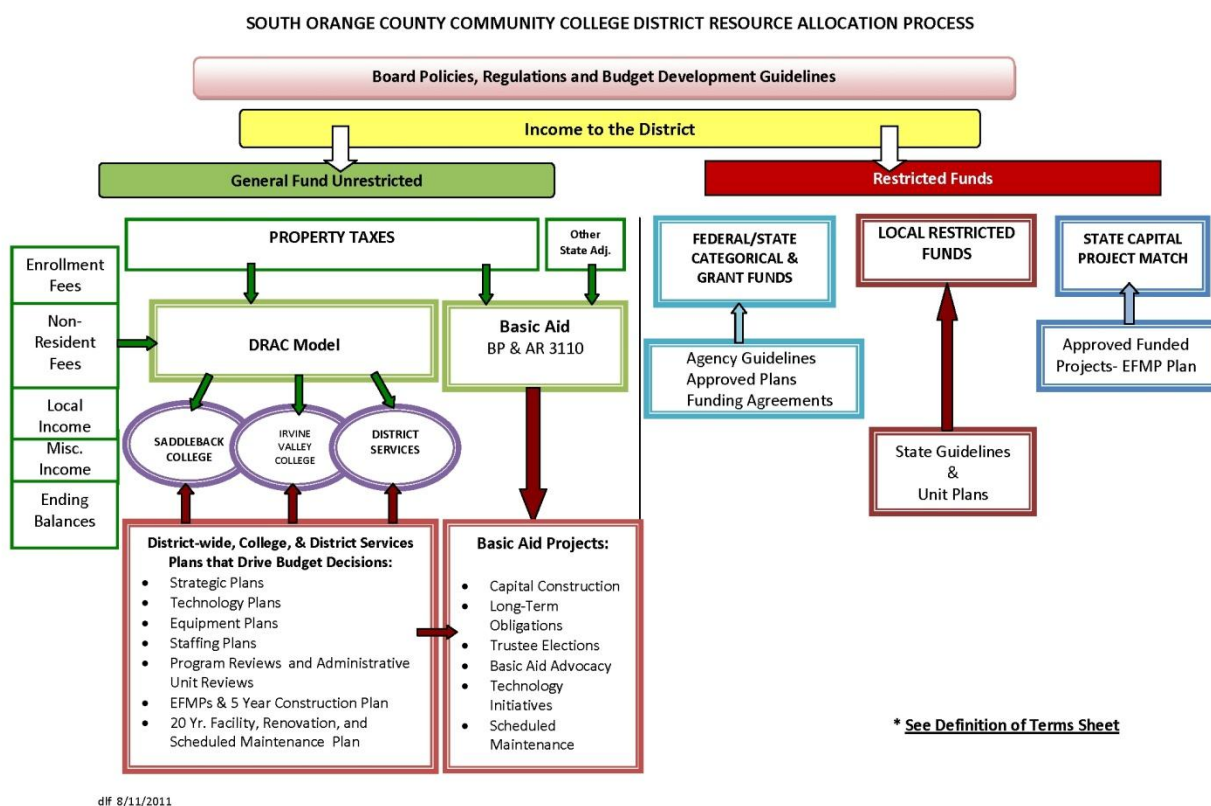 SOUTH ORANGE COUNTY COMMUNITY COLLEGE DISTRICT RESOURCE ALLOCATION PROCESS
Board Policies, Regulations and Budget Development Guidelines
Income to the District
General Fund Unrestricted
Restricted Funds
PROPERTY TAXES
Other
State Adj.
Enrollment
Fees
Non-
Resident
Fees
Local
Income
Misc.
Income
Ending
Balances
DRAC Model
Basic Aid
BP & AR 3110
SADDLEBACK
COLLEGE
IRVINE
VALLEY
COLLEGE
DISTRICT
SERVICES
District-wide, College, & District Services
Plans that Drive Budget Decisions:
• Strategic Plans
• Technology Plans
• Equipment Plans
• Staffing Plans
• Program Reviews and Administrative
Unit Reviews
• EFMPs & 5 Year Construction Plan
• 20 Yr. Facility, Renovation, and
Scheduled Maintenance Plan
Basic Aid Projects:
• Capital Construction
• Long-Term
Obligations
• Trustee Elections
• Basic Aid Advocacy
• Technology
Initiatives
• Scheduled
Maintenance
FEDERAL/STATE
CATEGORICAL &
GRANT FUNDS
Agency Guidelines
Approved Plans
Funding Agreements
LOCAL RESTRICTED
FUNDS
State Guidelines
&
Unit Plans
STATE CAPITAL
PROJECT MATCH
Approved Funded
Projects- EFMP Plan
* See Definition of Terms Sheet
dlf 8/11/2011